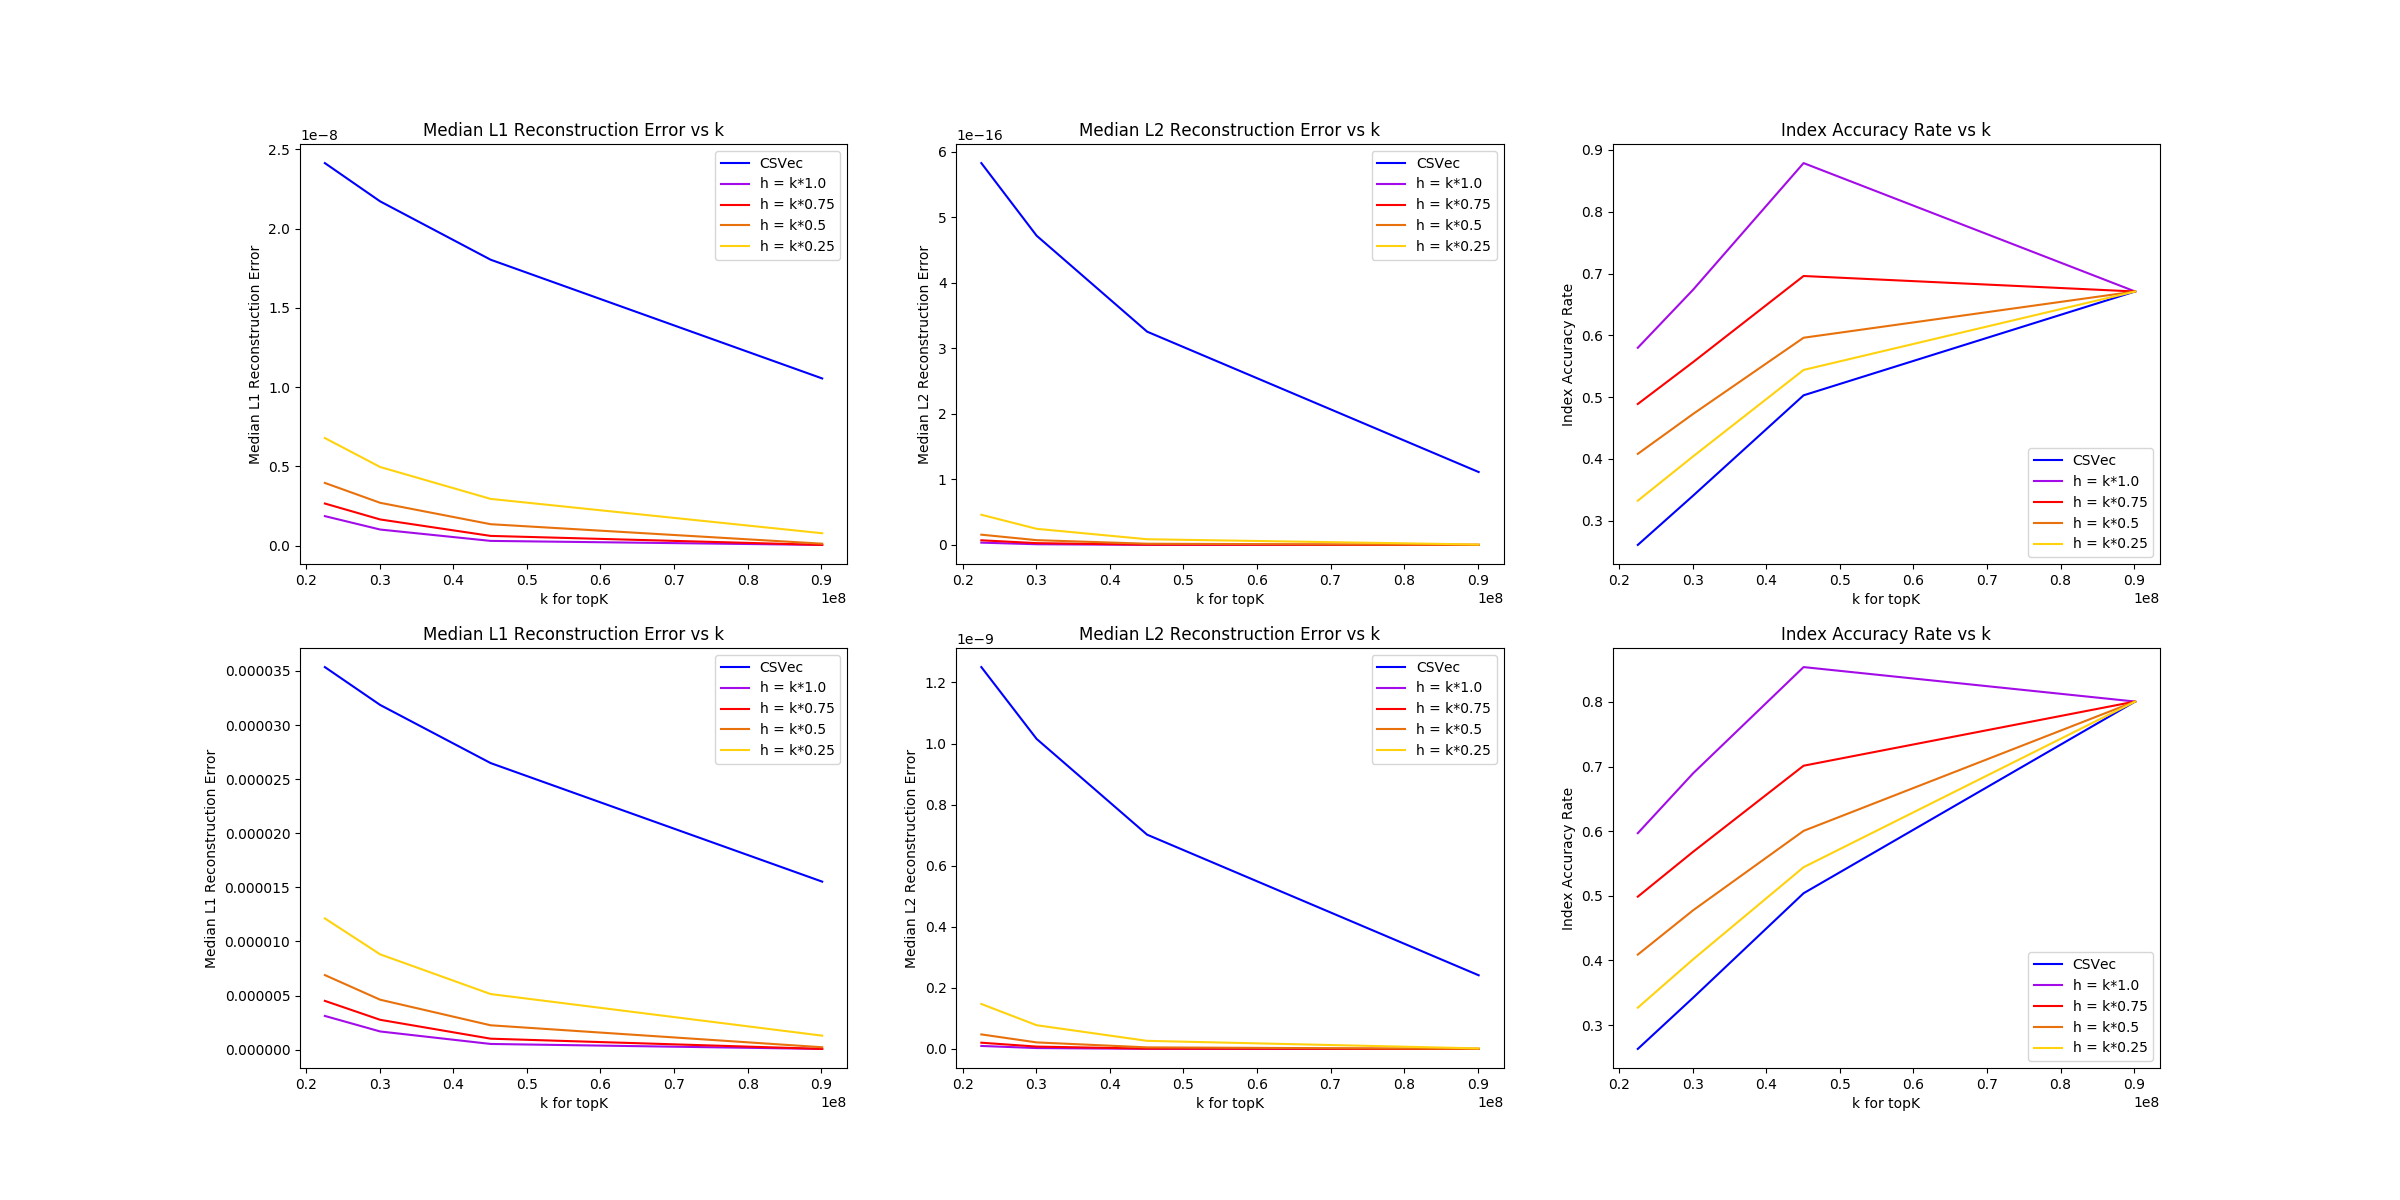 Median L1 Reconstruction Error vs k
1e−8
2.5
2.0
1.5
1.0
0.5
0.0
Median L1 Reconstruction Error
CSVec
h = k*1.0
h = k*0.75
h = k*0.5
h = k*0.25
0.2 0.3 0.4 0.5 0.6 0.7 0.8 0.9
k for topK
1e8
Median L2 Reconstruction Error vs k
1e−16
6
5
4
3
2
1
0
Median L2 Reconstruction Error
CSVec
h = k*1.0
h = k*0.75
h = k*0.5
h = k*0.25
0.2 0.3 0.4 0.5 0.6 0.7 0.8 0.9
k for topK
1e8
Index Accuracy Rate vs k
0.9
0.8
0.7
0.6
0.5
0.4
0.3
Index Accuracy Rate
CSVec
h = k*1.0
h = k*0.75
h = k*0.5
h = k*0.25
0.2 0.3 0.4 0.5 0.6 0.7 0.8 0.9
k for topK
1e8
Median L1 Reconstruction Error vs k
0.000035
0.000030
0.000025
0.000020
0.000015
0.000010
0.000005
0.000000
Median L1 Reconstruction Error
CSVec
h = k*1.0
h = k*0.75
h = k*0.5
h = k*0.25
0.2 0.3 0.4 0.5 0.6 0.7 0.8 0.9
k for topK
1e8
Median L2 Reconstruction Error vs k
1e−9
1.2
1.0
0.8
0.6
0.4
0.2
0.0
Median L2 Reconstruction Error
CSVec
h = k*1.0
h = k*0.75
h = k*0.5
h = k*0.25
0.2 0.3 0.4 0.5 0.6 0.7 0.8 0.9
k for topK
1e8
Index Accuracy Rate vs k
0.8
0.7
0.6
0.5
0.4
0.3
Index Accuracy Rate
CSVec
h = k*1.0
h = k*0.75
h = k*0.5
h = k*0.25
0.2 0.3 0.4 0.5 0.6 0.7 0.8 0.9
k for topK
1e8